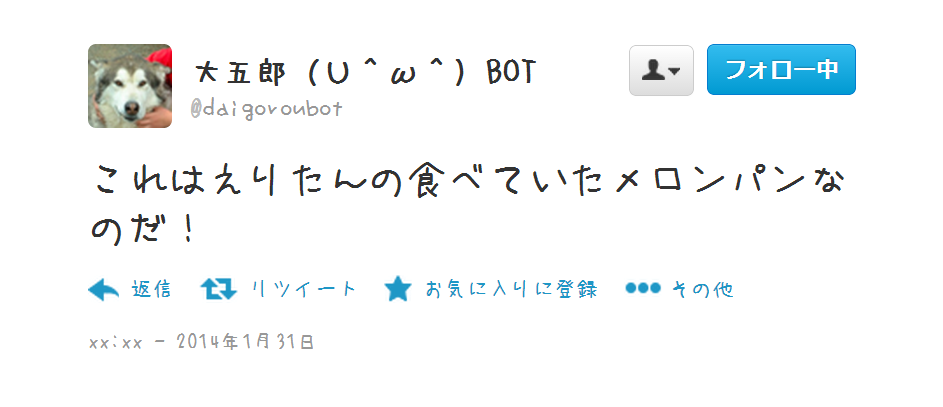 大五郎（U＾ω＾）BOT
フォロー中
@daigoroubot
これはえりたんの食べていたメロンパンな
のだ！
返信 リツイート お気に入りに登録 その他
xx:xx - 2014年1月31日